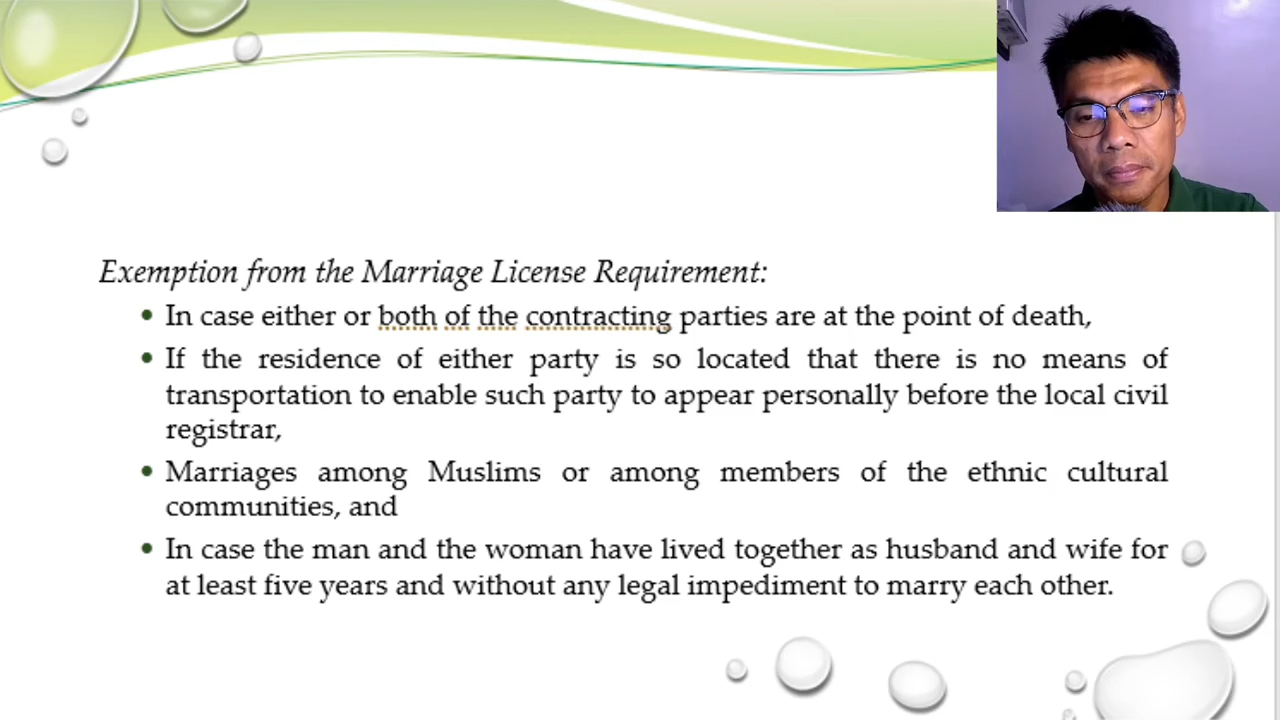 Exemption from the Marriage License Requirement:
• In case either or both of the contracting parties are at the point of death,
• If the residence of either party is so located that there is no means of
transportation to enable such party to appear personally before the local civil
registrar,
• Marriages among Muslims or among members of the ethnic cultural
communities, and
• In case the man and the woman have lived together as husband and wife for
at least five years and without any legal impediment to marry each other.